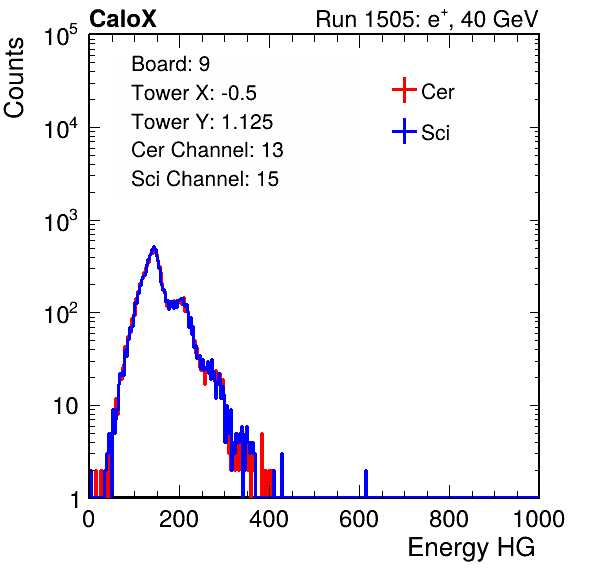 CaloX Run 1505: e⁺, 40 GeV
Counts
Board: 9
Tower X: -0.5
Tower Y: 1.125
Cer Channel: 13
Sci Channel: 15
Cer
Sci
10⁵
10⁴
10³
10²
10
1
0 200 400 600 800 1000
Energy HG